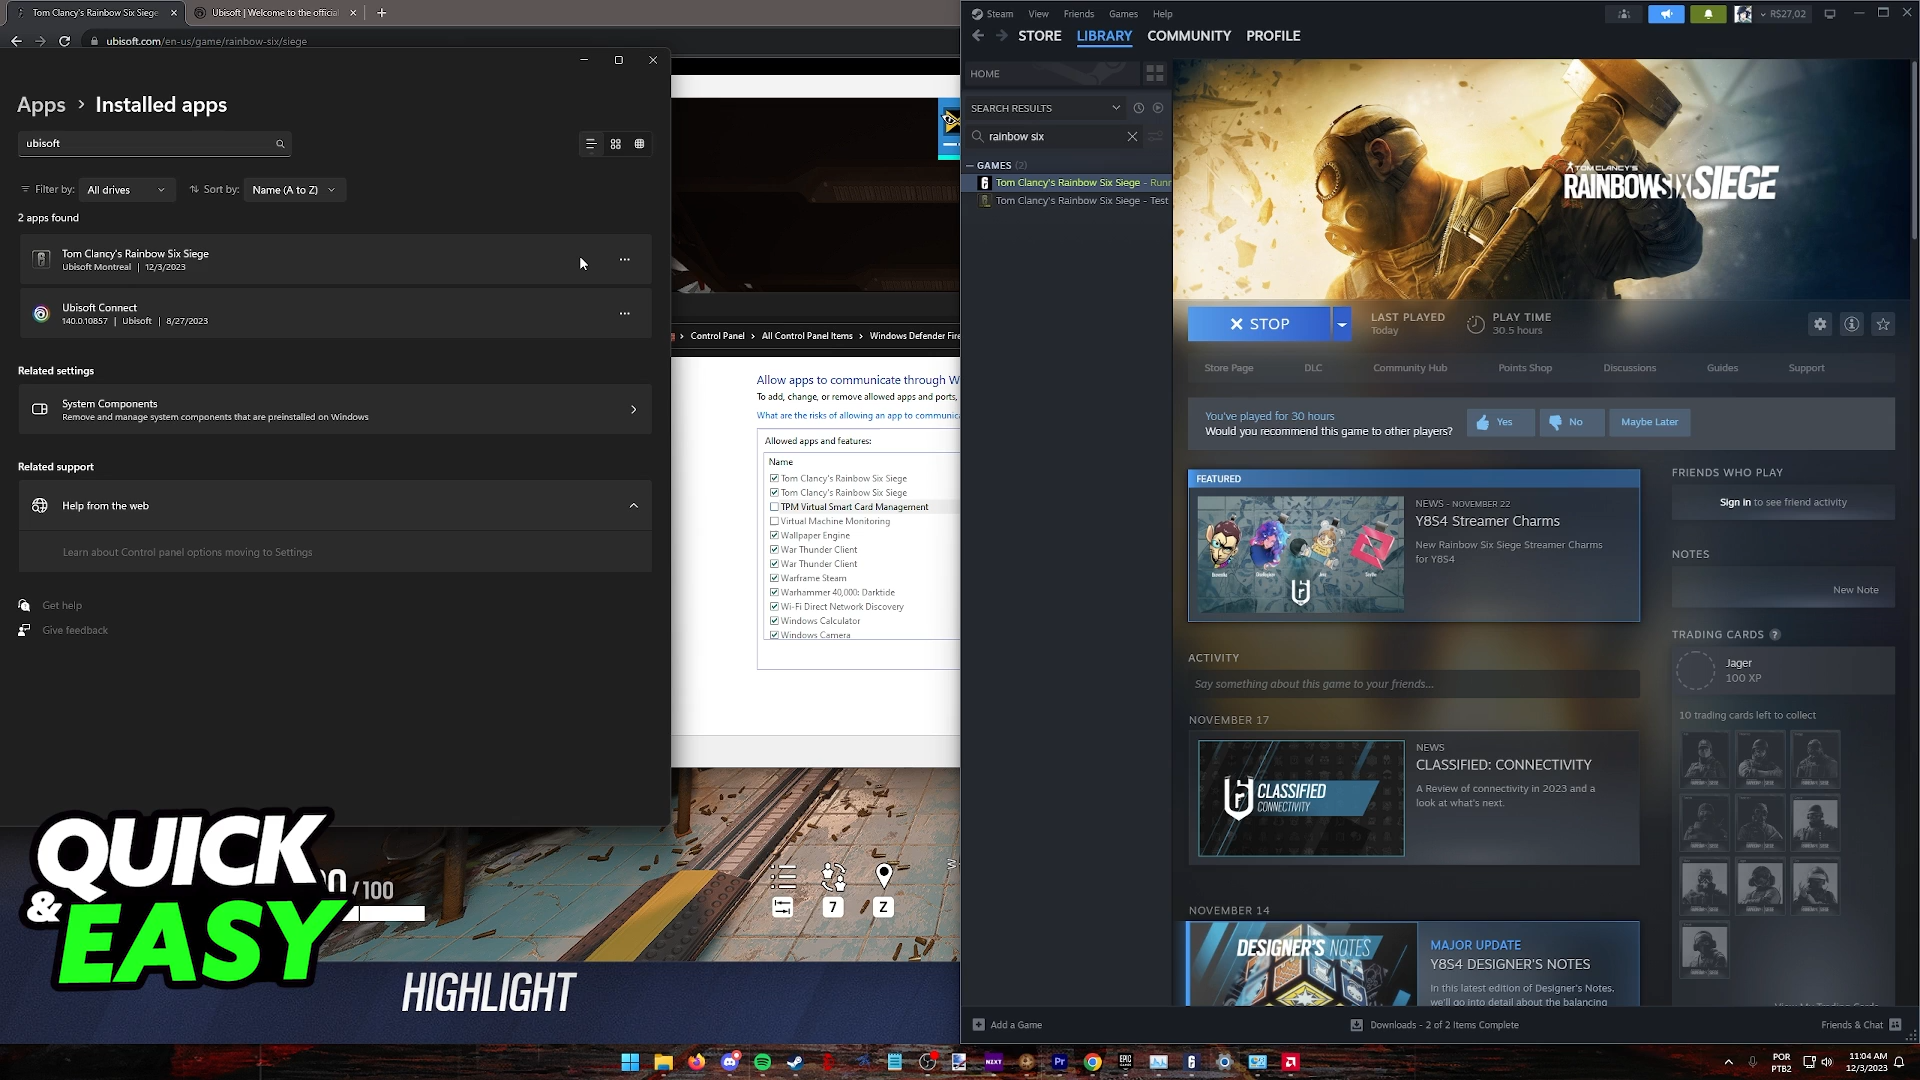 Tom Clancy's Rainbow Six Siege
Ubisoft | Welcome to the official
ubisoft.com/en-us/game/rainbow-six/siege
Apps > Installed apps
ubisoft
Filter by: All drives
Sort by: Name (A to Z)
2 apps found
Tom Clancy's Rainbow Six Siege
Ubisoft Montreal | 12/3/2023
Ubisoft Connect
140.0.10857 | Ubisoft | 8/27/2023
Related settings
System Components
Remove and manage system components that are preinstalled on Windows
Related support
Help from the web
Learn about Control panel options moving to Settings
Get help
Give feedback
> Control Panel > All Control Panel Items > Windows Defender Fire
Allow apps to communicate through W
To add, change, or remove allowed apps and ports,
What are the risks of allowing an app to communic
Allowed apps and features:
Name
Tom Clancy's Rainbow Six Siege
Tom Clancy's Rainbow Six Siege
TPM Virtual Smart Card Management
Virtual Machine Monitoring
Wallpaper Engine
War Thunder Client
War Thunder Client
Warframe Steam
Warhammer 40,000: Darktide
Wi-Fi Direct Network Discovery
Windows Calculator
Windows Camera
QUICK
& EASY
/100
7
Z
W
HIGHLIGHT
Steam View Friends Games Help
R$27,02
STORE LIBRARY COMMUNITY PROFILE
HOME
SEARCH RESULTS
rainbow six
GAMES (2)
Tom Clancy's Rainbow Six Siege - Runn
Tom Clancy's Rainbow Six Siege - Test
TOM CLANCY'S
RAINBOW SIX SIEGE
STOP
LAST PLAYED
Today
PLAY TIME
30.5 hours
Store Page DLC Community Hub Points Shop Discussions Guides Support
You've played for 30 hours
Would you recommend this game to other players?
Yes
No
Maybe Later
FEATURED
NEWS - NOVEMBER 22
Y8S4 Streamer Charms
New Rainbow Six Siege Streamer Charms
for Y8S4
ACTIVITY
Say something about this game to your friends...
NOVEMBER 17
CLASSIFIED
CONNECTIVITY
NEWS
CLASSIFIED: CONNECTIVITY
A Review of connectivity in 2023 and a
look at what's next.
NOVEMBER 14
DESIGNER'S NOTES
MAJOR UPDATE
Y8S4 DESIGNER'S NOTES
In this latest edition of Designer's Notes,
we'll go into detail about the balancing
FRIENDS WHO PLAY
Sign in to see friend activity
NOTES
New Note
TRADING CARDS ?
Jager
100 XP
10 trading cards left to collect
View My Trading Cards
Add a Game
Downloads - 2 of 2 Items Complete
Friends & Chat
NZXT
Pr
EPIC
POR
PTB2
11:04 AM
12/3/2023